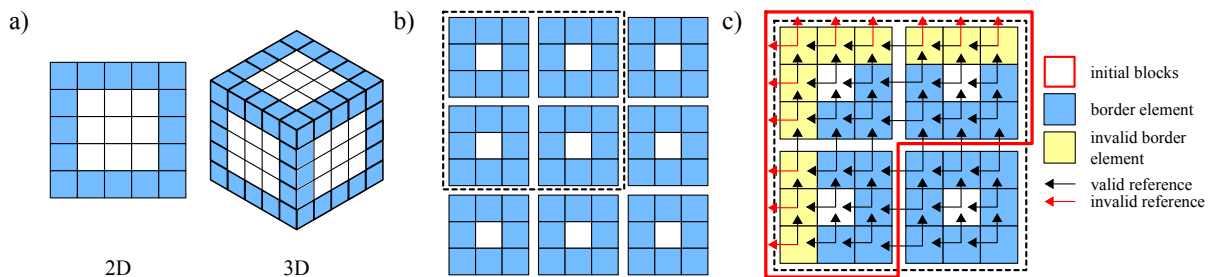 a)
2D
3D
b)
c)
initial blocks
border element
invalid border
element
valid reference
invalid reference